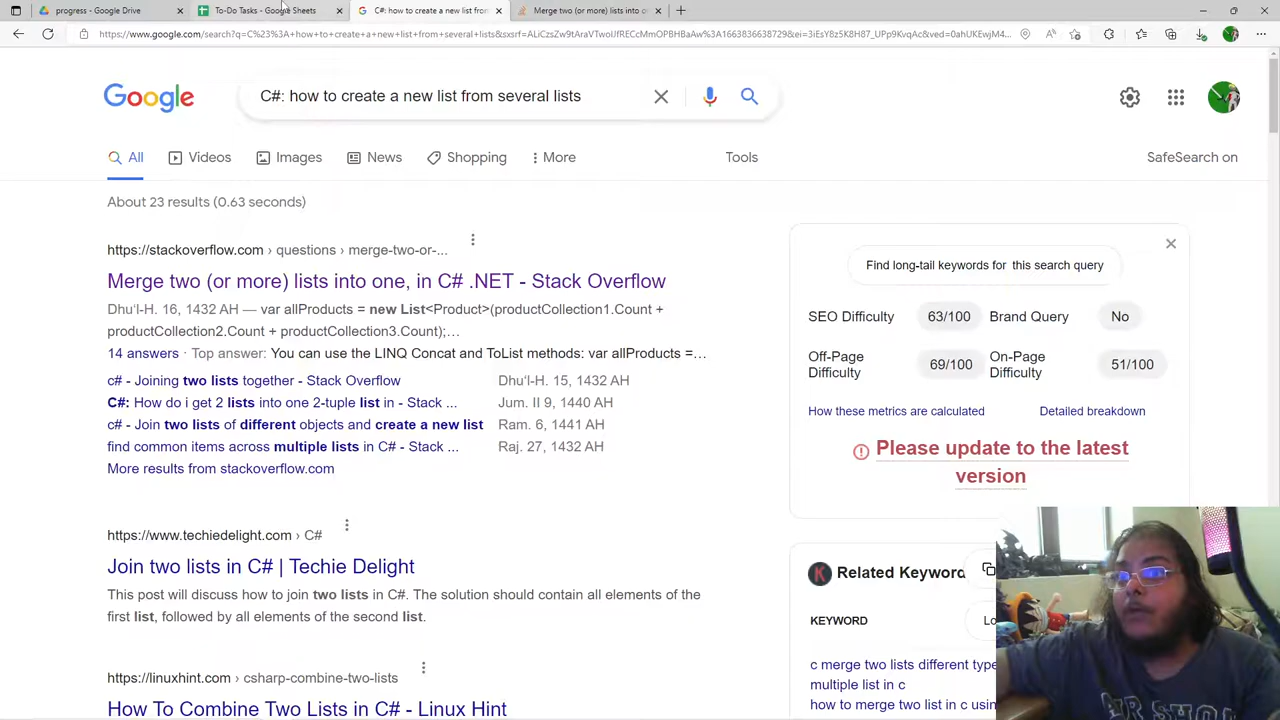 progress - Google Drive
To-Do Tasks - Google Sheets
C#: how to create a new list from
Merge two (or more) lists into on
https://www.google.com/search?q=C%23%3A+how+to+create+a+new+list+from+several+lists&sxsrf=
Google
C#: how to create a new list from several lists
All
Videos
Images
News
Shopping
More
Tools
SafeSearch on
About 23 results (0.63 seconds)
https://stackoverflow.com › questions › merge-two-or-...
Merge two (or more) lists into one, in C# .NET - Stack Overflow
Dhuʻl-H. 16, 1432 AH — var allProducts = new List<Product>(productCollection1.Count +
productCollection2.Count + productCollection3.Count);…
14 answers · Top answer: You can use the LINQ Concat and ToList methods: var allProducts =...
c# - Joining two lists together - Stack Overflow Dhuʻl-H. 15, 1432 AH
C#: How do i get 2 lists into one 2-tuple list in - Stack ... Jum. II 9, 1440 AH
c# - Join two lists of different objects and create a new list Ram. 6, 1441 AH
find common items across multiple lists in C# - Stack ... Raj. 27, 1432 AH
More results from stackoverflow.com
https://www.techiedelight.com › C#
Join two lists in C# | Techie Delight
This post will discuss how to join two lists in C#. The solution should contain all elements of the
first list, followed by all elements of the second list.
https://linuxhint.com › csharp-combine-two-lists
How To Combine Two Lists in C# - Linux Hint
Find long-tail keywords for this search query
SEO Difficulty 63/100 Brand Query No
Off-Page Difficulty 69/100 On-Page Difficulty 51/100
How these metrics are calculated
Detailed breakdown
Please update to the latest
version
K Related Keyword
KEYWORD
Lo
c merge two lists different type
multiple list in c
how to merge two list in c using